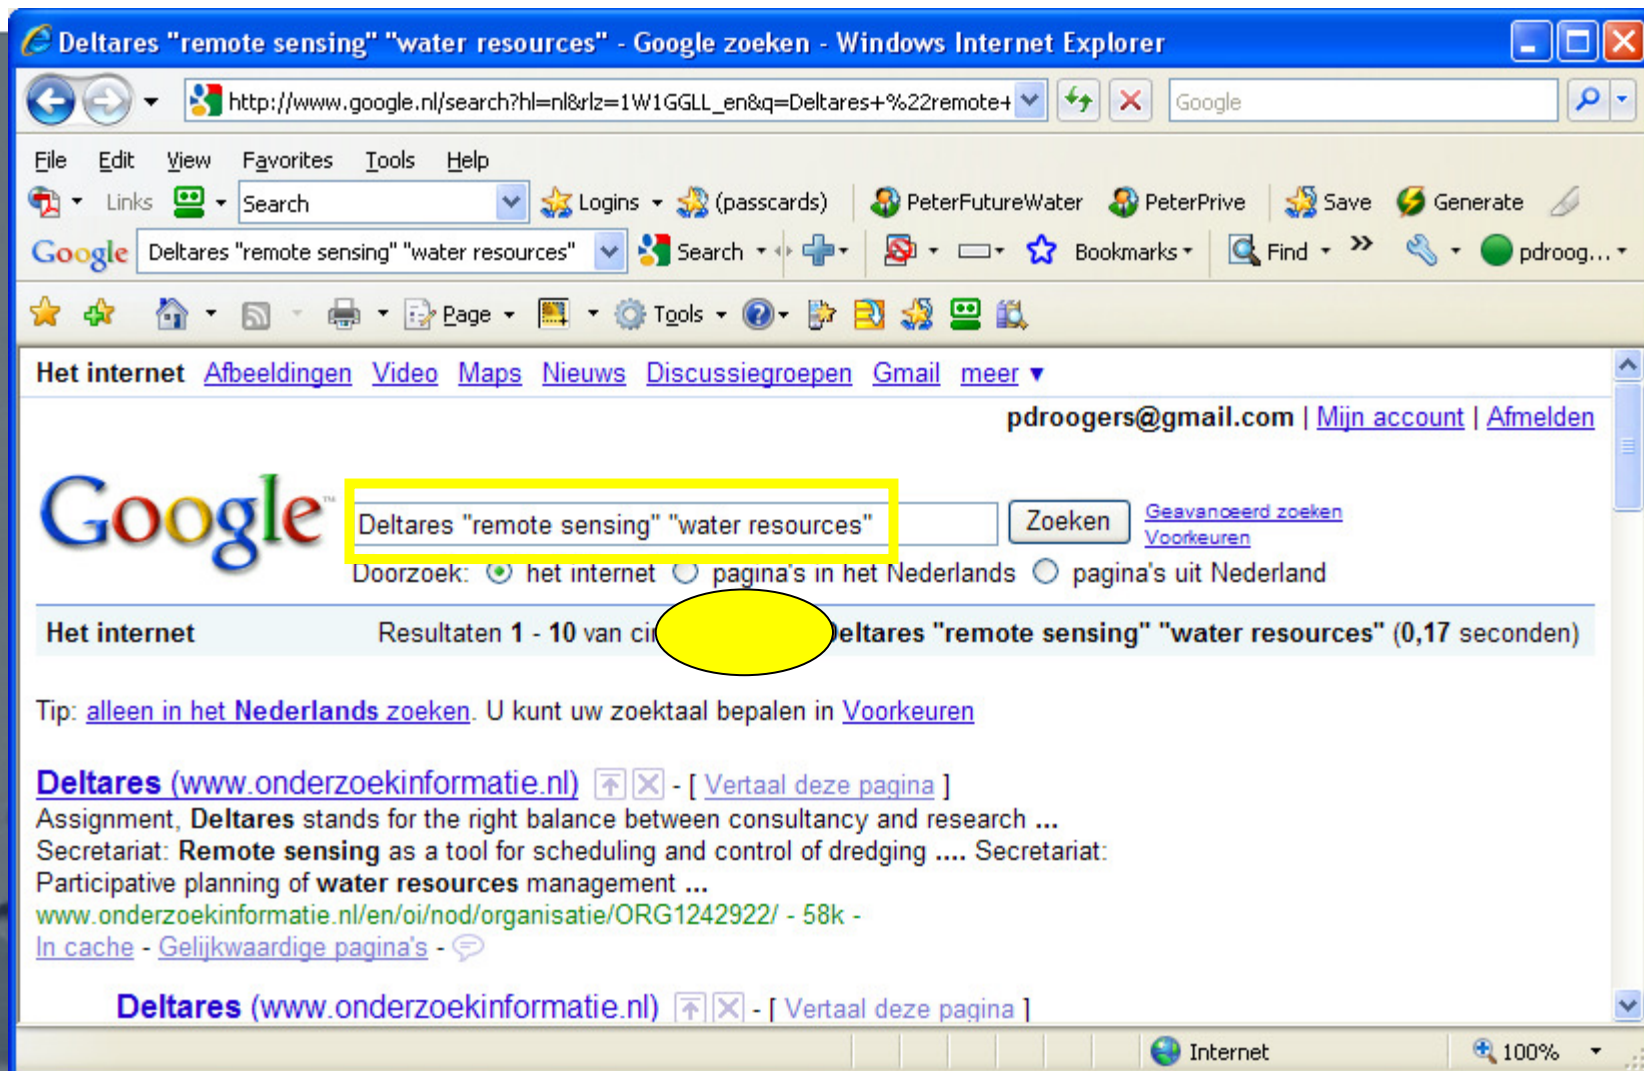 Deltares "remote sensing" "water resources" - Google zoeken - Windows Internet Explorer
http://www.google.nl/search?hl=nl&rlz=1W1GGLL_en&q=Deltares+%22remote+ Google
File Edit View Favorites Tools Help
Links Search Logins (passcards) PeterFutureWater PeterPrive Save Generate
Google Deltares "remote sensing" "water resources" Search Bookmarks Find pdroog...
Page Tools
Het internet Afbeeldingen Video Maps Nieuws Discussiegroepen Gmail meer ▼
pdroogers@gmail.com | Mijn account | Afmelden
Google™ Deltares "remote sensing" "water resources" Zoeken Geavanceerd zoeken
Voorkeuren
Doorzoek: het internet pagina's in het Nederlands pagina's uit Nederland
Het internet Resultaten 1 - 10 van Deltares "remote sensing" "water resources" (0,17 seconden)
Tip: alleen in het Nederlands zoeken. U kunt uw zoektaal bepalen in Voorkeuren
Deltares (www.onderzoekinformatie.nl) - [ Vertaal deze pagina ]
Assignment, Deltares stands for the right balance between consultancy and research ...
Secretariat: Remote sensing as a tool for scheduling and control of dredging .... Secretariat:
Participative planning of water resources management ...
www.onderzoekinformatie.nl/en/oi/nod/organisatie/ORG1242922/ - 58k -
In cache - Gelijkwaardige pagina's -
Deltares (www.onderzoekinformatie.nl) - [ Vertaal deze pagina ]
Internet 100%